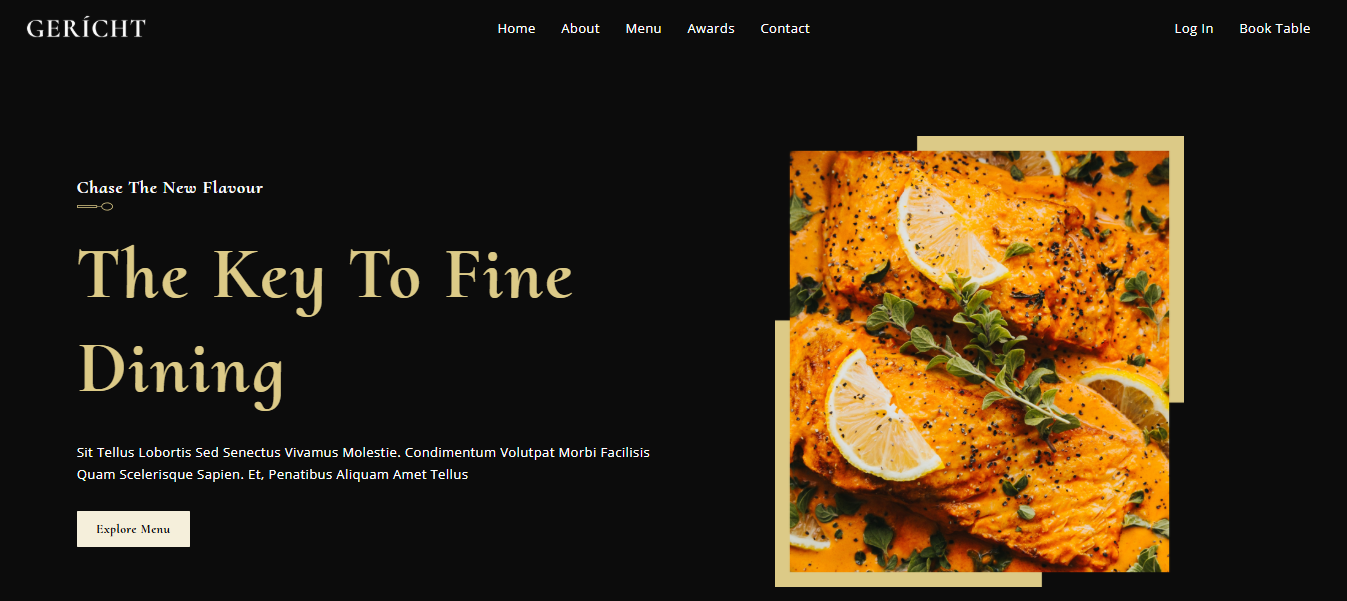 GERÍCHT
Home About Menu Awards Contact
Log In Book Table
Chase The New Flavour
The Key To Fine
Dining
Sit Tellus Lobortis Sed Senectus Vivamus Molestie. Condimentum Volutpat Morbi Facilisis
Quam Scelerisque Sapien. Et, Penatibus Aliquam Amet Tellus
Explore Menu